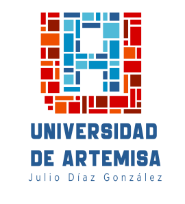 UNIVERSIDAD
DE ARTEMISA
Julio Díaz González